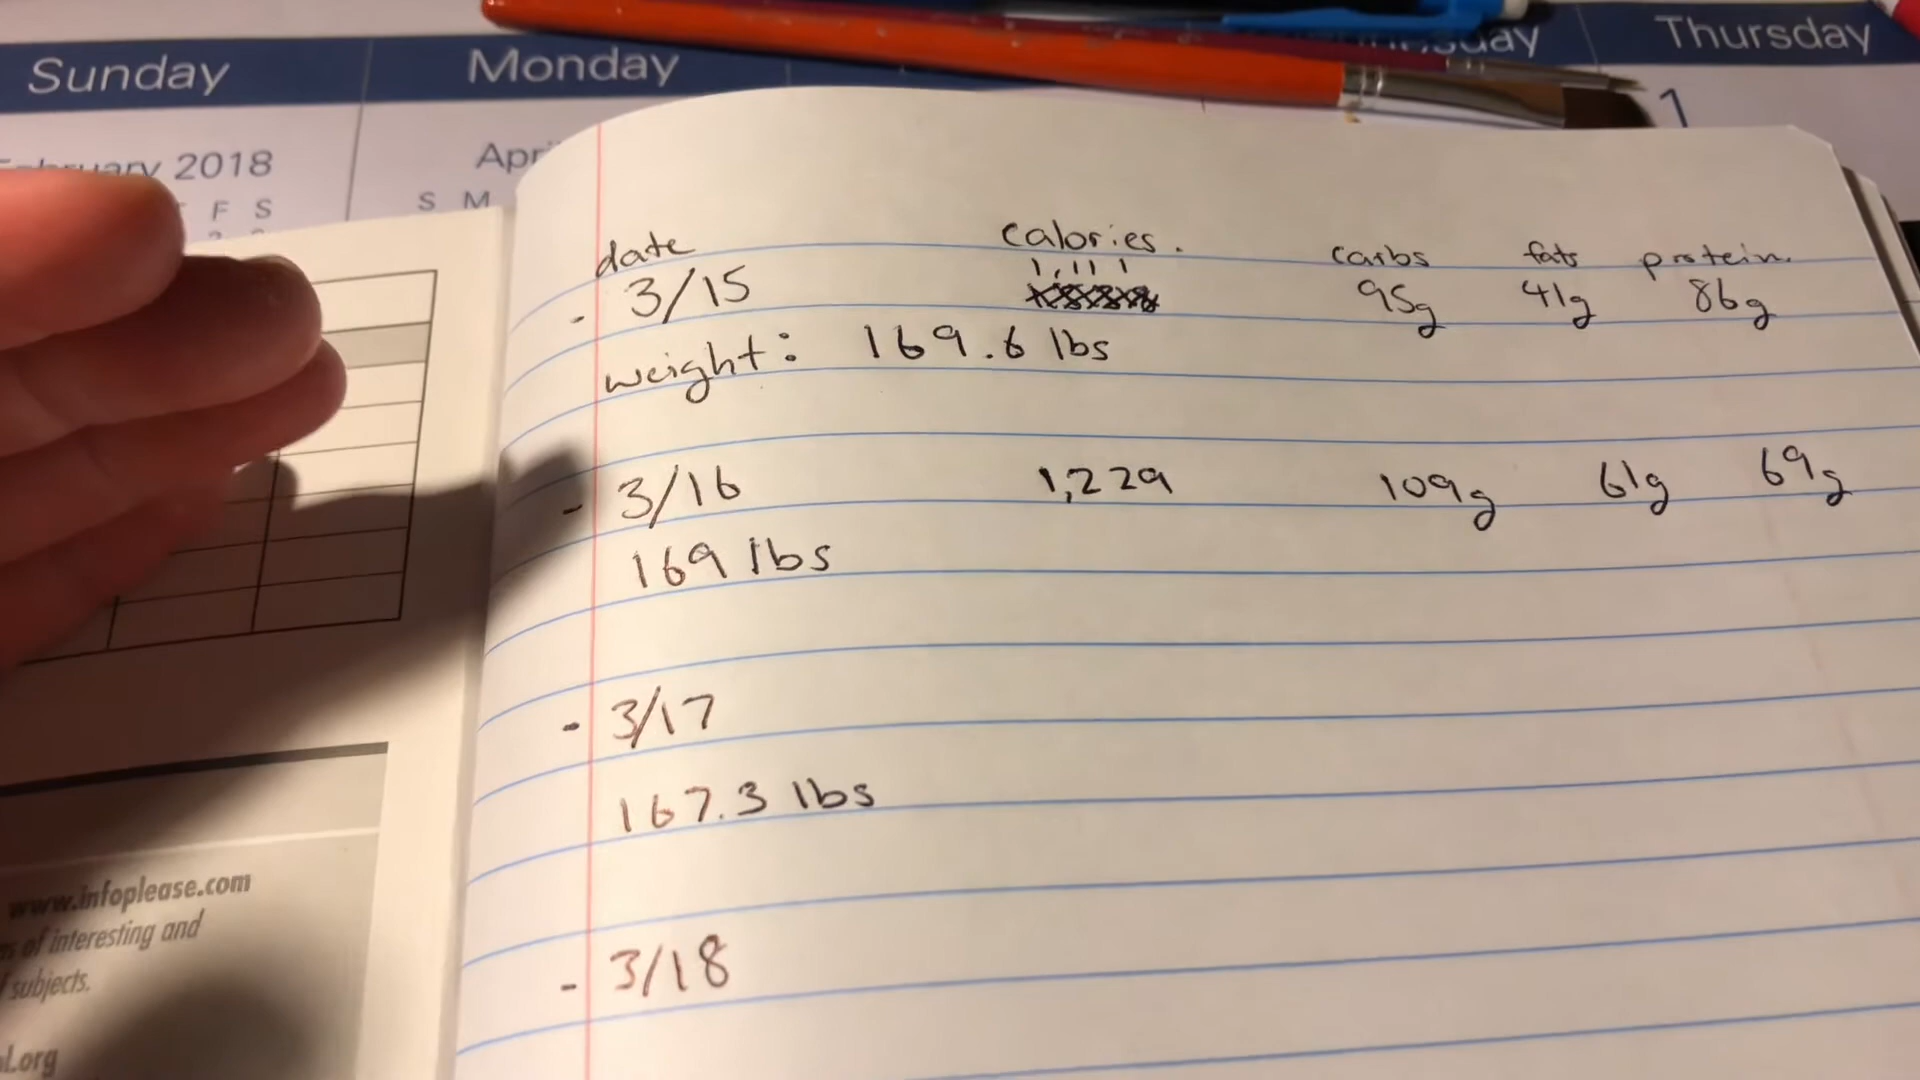 Sunday Monday Thursday
2018
F S
S M
1
date calories. carbs fats protein.
- 3/15 1,111 95g 41g 86g
weight: 169.6 lbs
- 3/16 1,229 109g 61g 69g
169 lbs
- 3/17
167.3 lbs
- 3/18
www.infoplease.com
of interesting and
subjects.